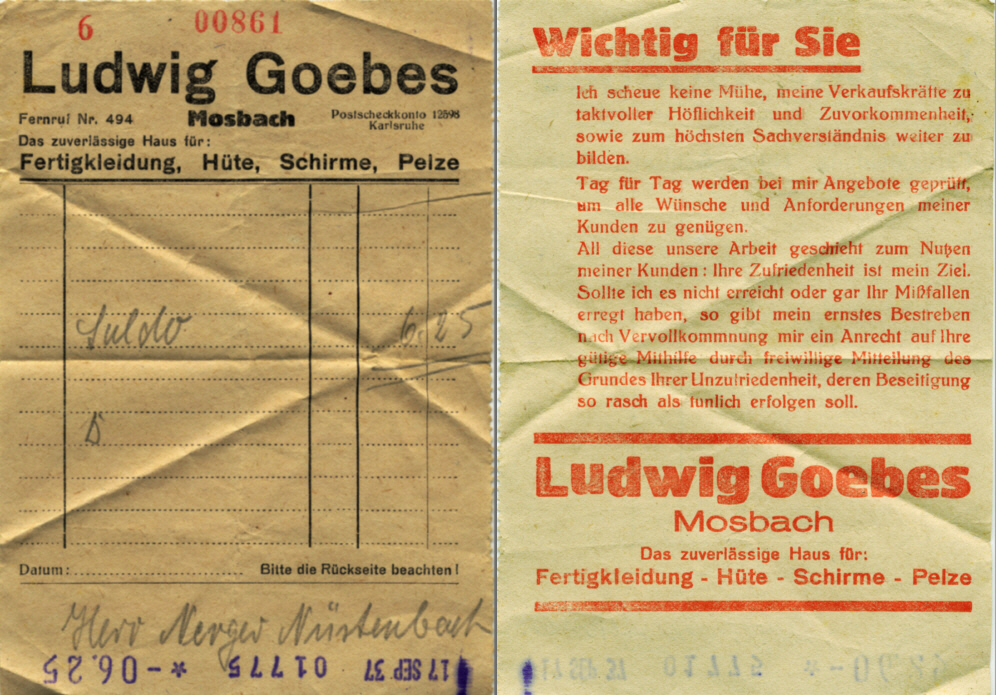 6 00861
Ludwig Goebes
Fernruf Nr. 494 Mosbach Postscheckkonto 12898
Karlsruhe
Das zuverlässige Haus für:
Fertigkleidung, Hüte, Schirme, Pelze
Saldo 6.25
Datum: Bitte die Rückseite beachten!
Herr Nerger Nüstenbach
17 SEP 37 01775 * -06.25
Wichtig für Sie
Ich scheue keine Mühe, meine Verkaufskräfte zu
taktvoller Höflichkeit und Zuvorkommenheit,
sowie zum höchsten Sachverständnis weiter zu
bilden.
Tag für Tag werden bei mir Angebote geprüft,
um alle Wünsche und Anforderungen meiner
Kunden zu genügen.
All diese unsere Arbeit geschieht zum Nutzen
meiner Kunden: Ihre Zufriedenheit ist mein Ziel.
Sollte ich es nicht erreicht oder gar Ihr Mißfallen
erregt haben, so gibt mein ernstes Bestreben
nach Vervollkommnung mir ein Anrecht auf Ihre
gütige Mithilfe durch freiwillige Mitteilung des
Grundes Ihrer Unzufriedenheit, deren Beseitigung
so rasch als tunlich erfolgen soll.
Ludwig Goebes
Mosbach
Das zuverlässige Haus für:
Fertigkleidung - Hüte - Schirme - Pelze